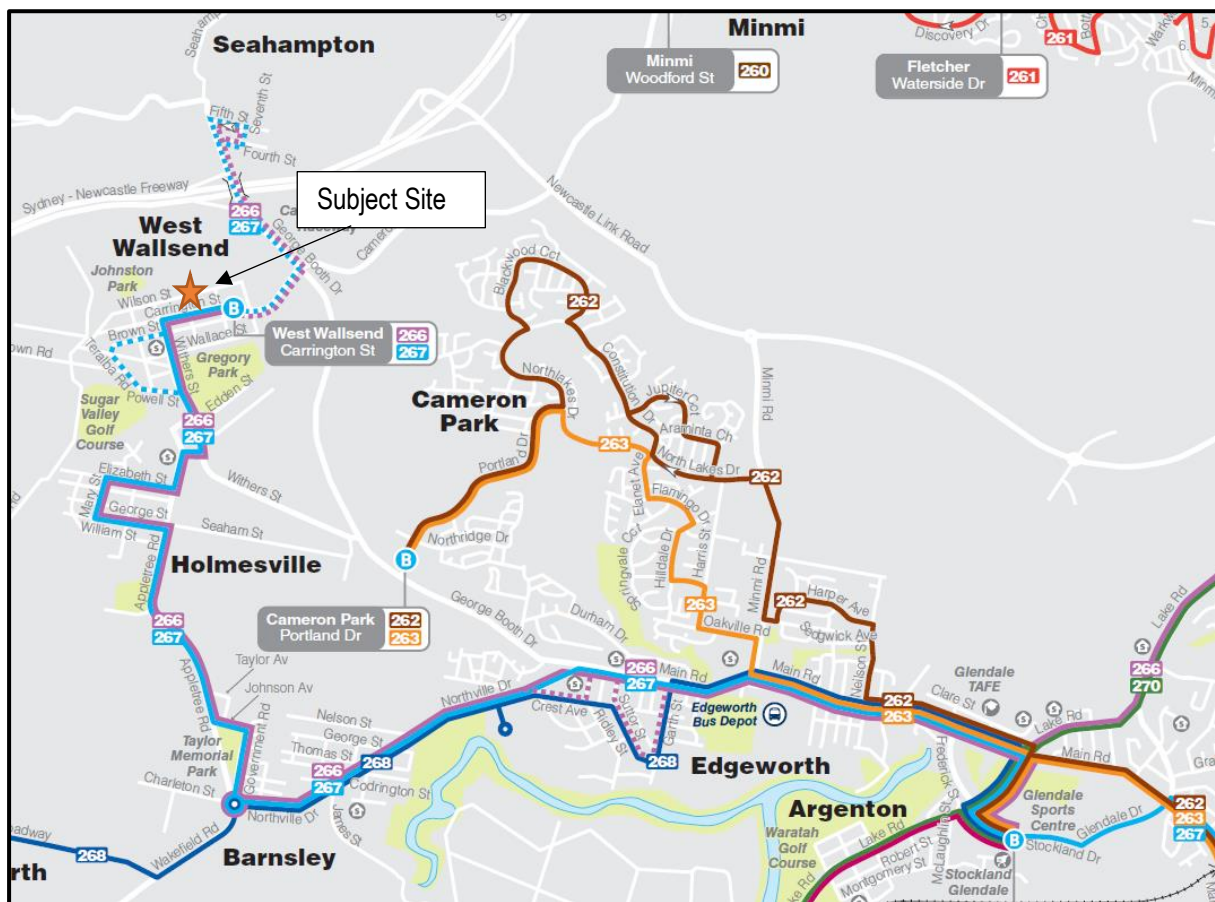 Seahampton
Minmi
Seaham
Discovery Dr
261
Minmi
Woodford St
260
Fletcher
Waterside Dr
261
Seventh St
Fifth St
Fourth St
Sydney - Newcastle Freeway
Subject Site
266
267
George Booth Dr
Newcastle Link Road
West
Wallsend
Johnston
Park
Wilson St
Carrington St
B
Brown St
Wallace St
West Wallsend
Carrington St
266
267
Teralba Rd
Withers St
Gregory
Park
Powell St
Edden St
Sugar
Valley
Golf
Course
266
267
Blackwood Cct
262
Constitution Dr
Northlakes Dr
Jupiter Cct
Araminta Ch
Cameron
Park
Minmi Rd
263
North Lakes Dr
262
Portland Dr
Elanet Ave
Flamingo Dr
Elizabeth St
Mary St
George St
William St
Withers St
Seaham St
Northridge Dr
B
Springvale Cct
Hilldale Dr
Harris St
Minmi Rd
Holmesville
Appletree Rd
263
262
Harper Ave
Oakville Rd
Sedgwick Ave
Cameron Park
Portland Dr
262
263
George Booth Dr
Durham Dr
266
267
Lake Rd
266
270
Neilson St
Glendale
TAFE
Clare St
Taylor Av
Johnson Av
Appletree Rd
266
267
Main Rd
Main Rd
262
263
Lake Rd
Main Rd
Northville Dr
Crest Ave
Ridley St
Suttor St
Garth St
268
Edgeworth
Bus Depot
Edgeworth
Frederick St
Government Rd
Nelson St
George St
Thomas St
266
267
268
Codrington St
Taylor
Memorial
Park
Charleton St
Northville Dr
James St
Argenton
Waratah
Golf
Course
Lake Rd
Robert St
Montgomery St
McLaughlin St
Glendale
Sports
Centre
Glendale Dr
262
263
267
B
Stockland Dr
Stockland
Glendale
268
Wakefield Rd
Barnsley